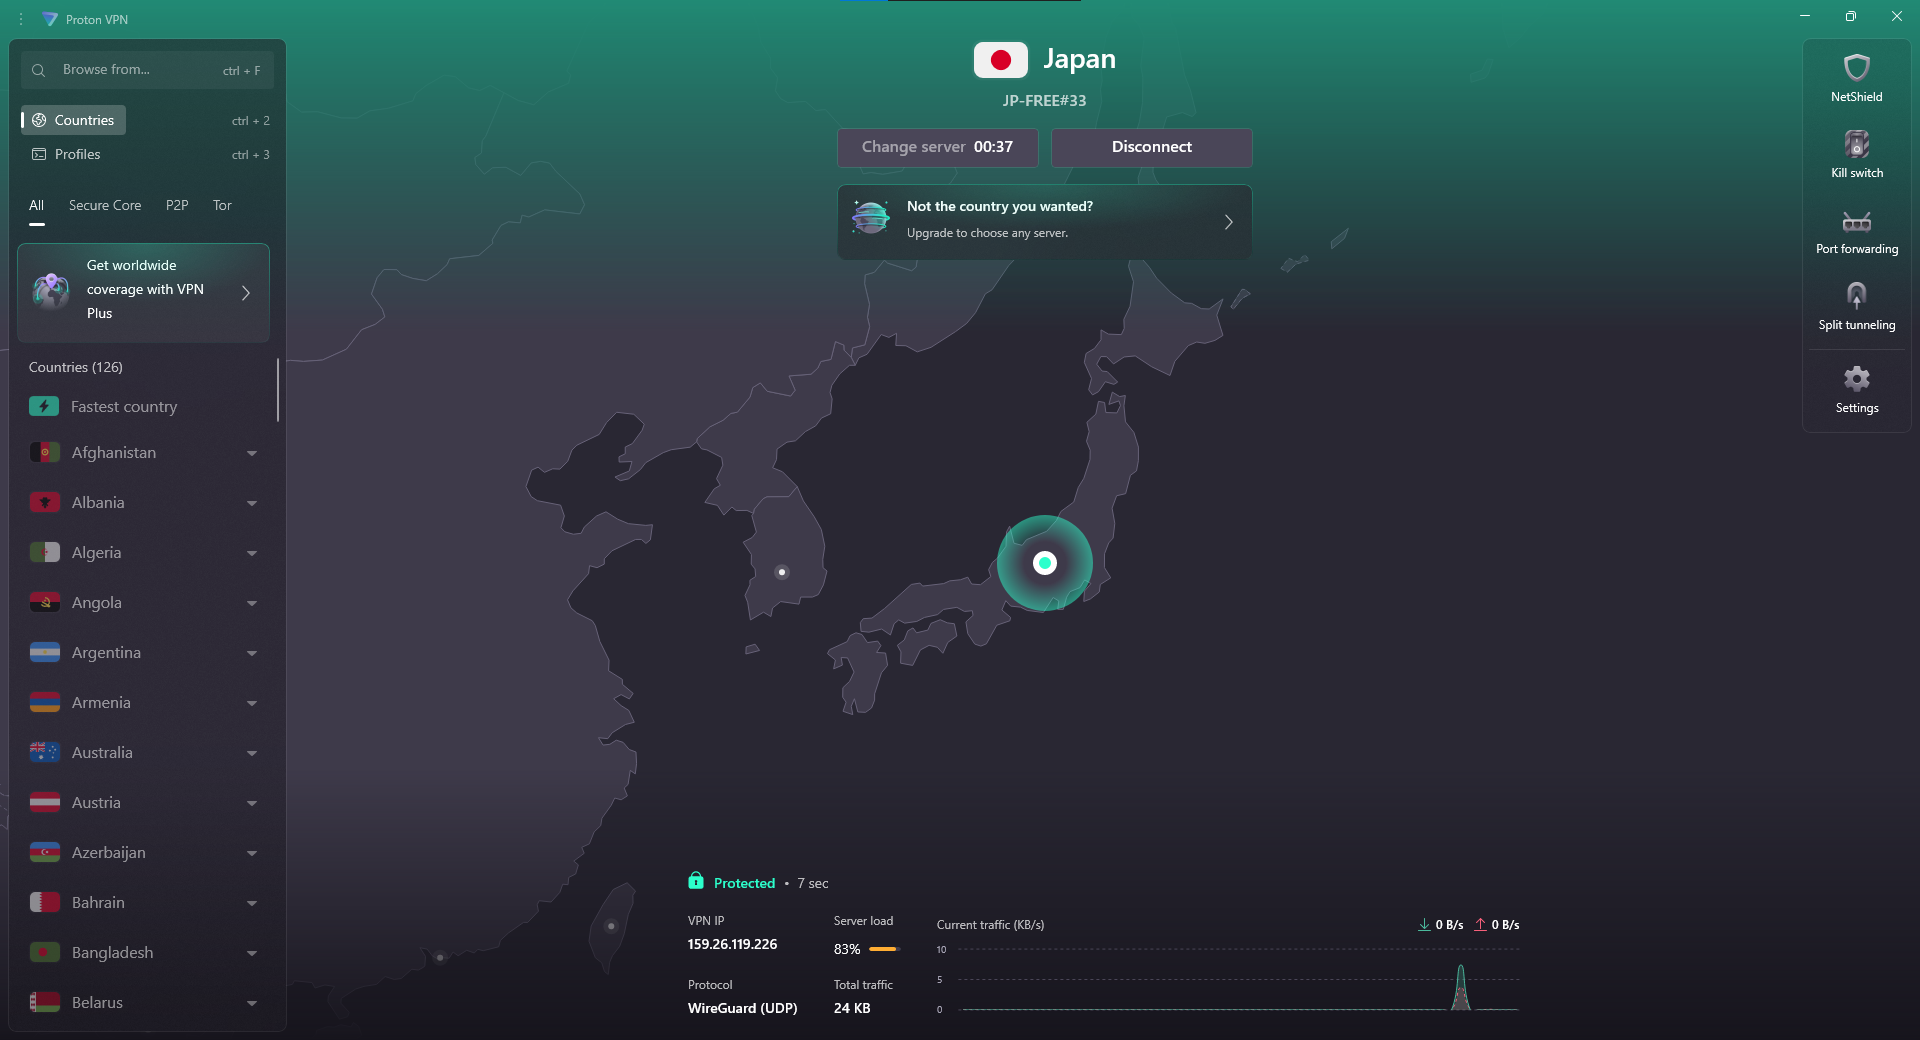 Proton VPN
Browse from...
ctrl + F
Countries
ctrl + 2
Profiles
ctrl + 3
All
Secure Core
P2P
Tor
Get worldwide
coverage with VPN
Plus
Countries (126)
Fastest country
Afghanistan
Albania
Algeria
Angola
Argentina
Armenia
Australia
Austria
Azerbaijan
Bahrain
Bangladesh
Belarus
Japan
JP-FREE#33
Change server 00:37
Disconnect
Not the country you wanted?
Upgrade to choose any server.
Protected • 7 sec
VPN IP
159.26.119.226
Server load
83%
Protocol
WireGuard (UDP)
Total traffic
24 KB
Current traffic (KB/s)
0 B/s
0 B/s
10
5
0
NetShield
Kill switch
Port forwarding
Split tunneling
Settings